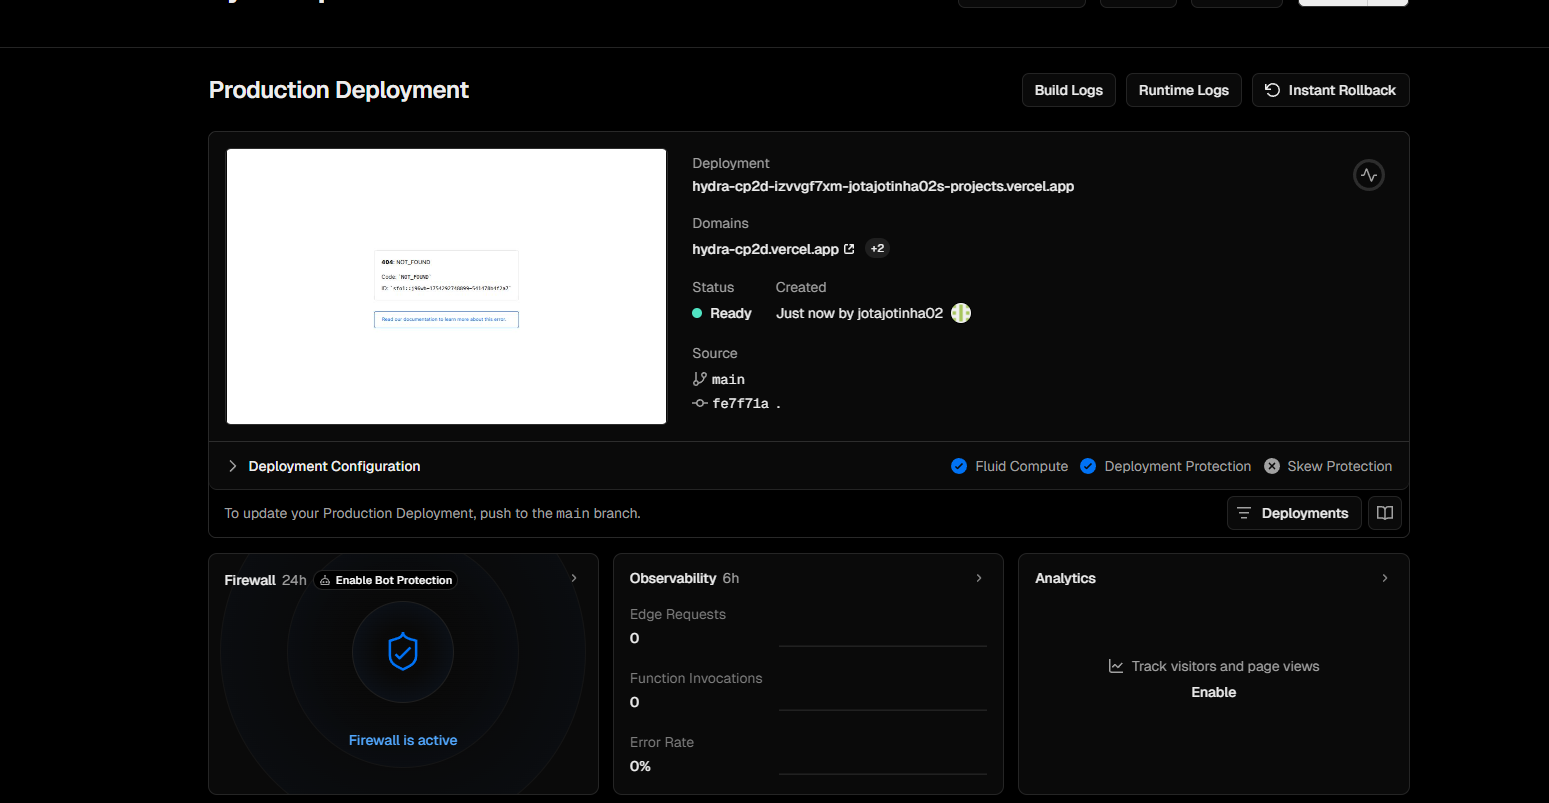 Production Deployment
Build Logs
Runtime Logs
Instant Rollback
404: NOT_FOUND
Code: `NOT_FOUND`
Read our documentation to learn more about this error.
Deployment
hydra-cp2d-izvvgf7xm-jotajotinha02s-projects.vercel.app
Domains
hydra-cp2d.vercel.app +2
Status Created
Ready Just now by jotajotinha02
Source
main
fe7f71a .
Deployment Configuration
Fluid Compute Deployment Protection Skew Protection
To update your Production Deployment, push to the main branch.
Deployments
Firewall 24h Enable Bot Protection
Firewall is active
Observability 6h
Edge Requests
0
Function Invocations
0
Error Rate
0%
Analytics
Track visitors and page views
Enable